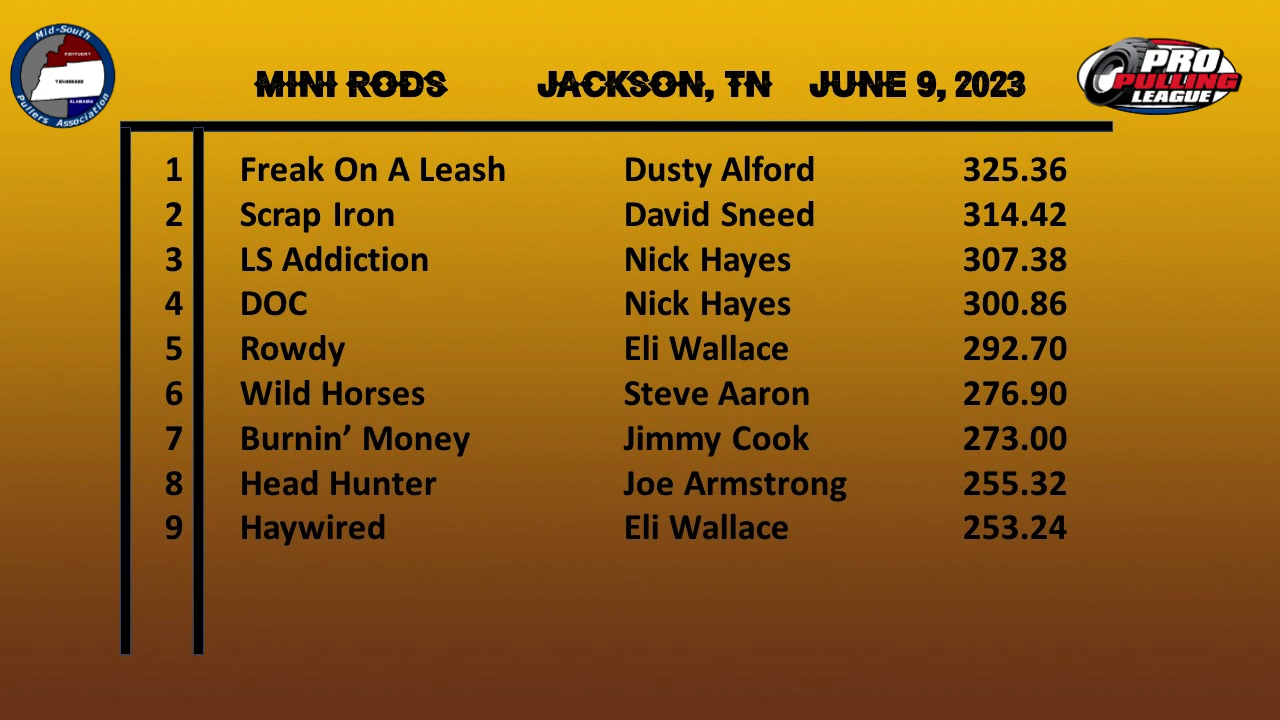 Mid-South
KENTUCKY
TENNESSEE
ALABAMA
Pullers Association
MINI RODS JACKSON, TN JUNE 9, 2023
PRO
PULLING
LEAGUE
1 Freak On A Leash Dusty Alford 325.36
2 Scrap Iron David Sneed 314.42
3 LS Addiction Nick Hayes 307.38
4 DOC Nick Hayes 300.86
5 Rowdy Eli Wallace 292.70
6 Wild Horses Steve Aaron 276.90
7 Burnin’ Money Jimmy Cook 273.00
8 Head Hunter Joe Armstrong 255.32
9 Haywired Eli Wallace 253.24